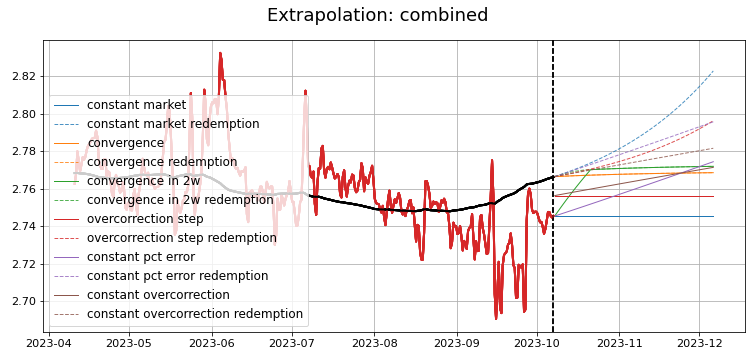 Extrapolation: combined
2.82
2.80
2.78
2.76
2.74
2.72
2.70
constant market
constant market redemption
convergence
convergence redemption
convergence in 2w
convergence in 2w redemption
overcorrection step
overcorrection step redemption
constant pct error
constant pct error redemption
constant overcorrection
constant overcorrection redemption
2023-04 2023-05 2023-06 2023-07 2023-08 2023-09 2023-10 2023-11 2023-12